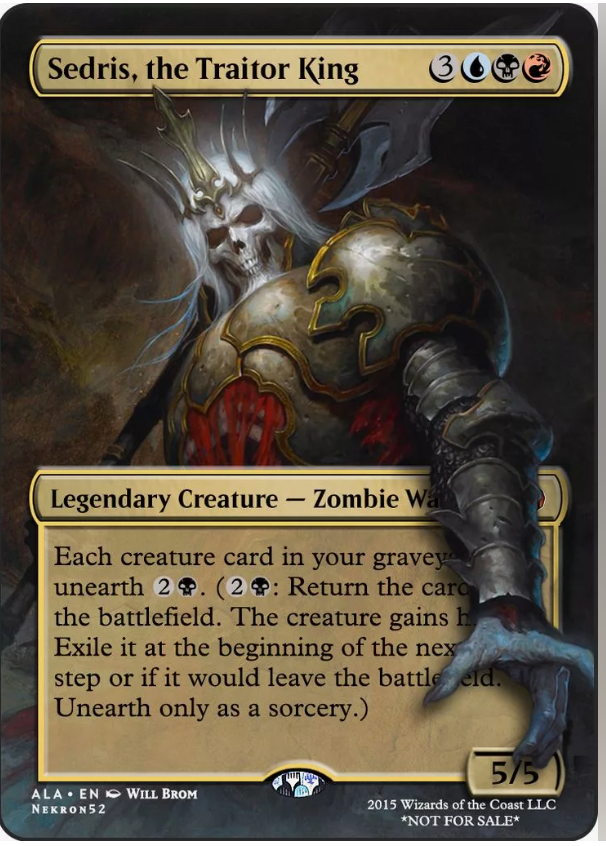 Sedris, the Traitor King 3
Legendary Creature — Zombie Wa
Each creature card in your gravey
unearth 2. (2: Return the card
the battlefield. The creature gains h
Exile it at the beginning of the nex
step or if it would leave the battlefield.
Unearth only as a sorcery.)
5/5
ALA • EN WILL BROM
NEKRON52
2015 Wizards of the Coast LLC
*NOT FOR SALE*